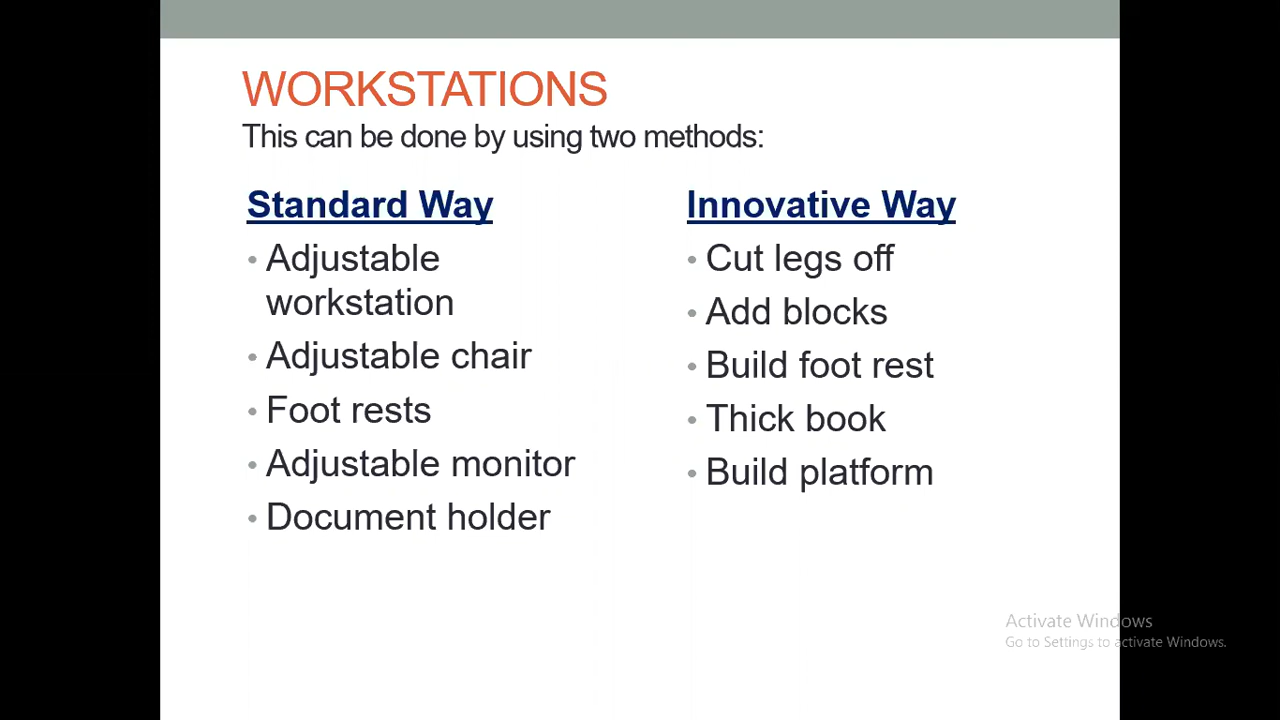 WORKSTATIONS
This can be done by using two methods:
Standard Way
• Adjustable
workstation
• Adjustable chair
• Foot rests
• Adjustable monitor
• Document holder
Innovative Way
• Cut legs off
• Add blocks
• Build foot rest
• Thick book
• Build platform
Activate Windows
Go to Settings to activate Windows.